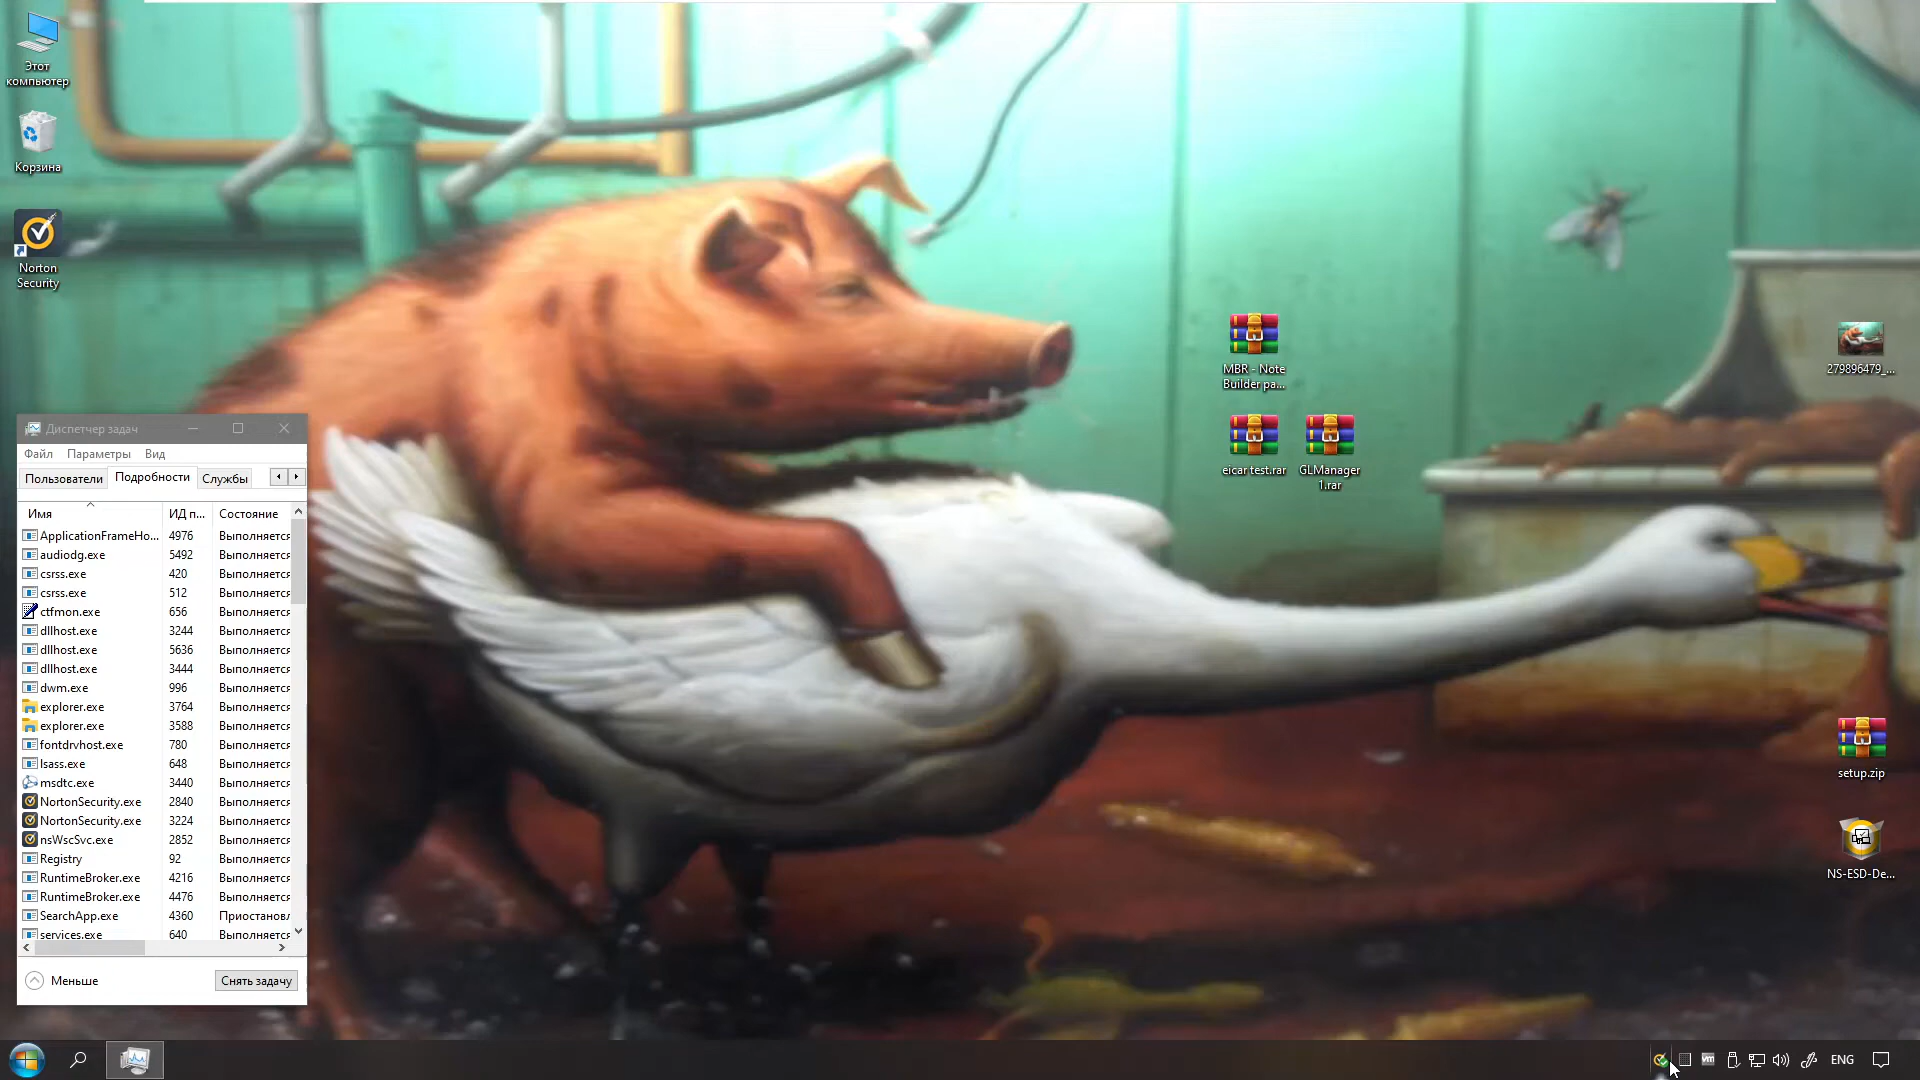 Этот
компьютер
Корзина
Norton
Security
MBR - Note
Builder pa...
eicar test.rar
GLManager
1.rar
279896479_...
setup.zip
NS-ESD-De...
Диспетчер задач
Файл Параметры Вид
Пользователи Подробности Службы
Имя ИД п... Состояние
ApplicationFrameHo... 4976 Выполняется
audiodg.exe 5492 Выполняется
csrss.exe 420 Выполняется
csrss.exe 512 Выполняется
ctfmon.exe 656 Выполняется
dllhost.exe 3244 Выполняется
dllhost.exe 5636 Выполняется
dllhost.exe 3444 Выполняется
dwm.exe 996 Выполняется
explorer.exe 3764 Выполняется
explorer.exe 3588 Выполняется
fontdrvhost.exe 780 Выполняется
lsass.exe 648 Выполняется
msdtc.exe 3440 Выполняется
NortonSecurity.exe 2840 Выполняется
NortonSecurity.exe 3224 Выполняется
nsWscSvc.exe 2852 Выполняется
Registry 92 Выполняется
RuntimeBroker.exe 4216 Выполняется
RuntimeBroker.exe 4476 Выполняется
SearchApp.exe 4360 Приостановл
services.exe 640 Выполняется
Меньше Снять задачу
vm ENG